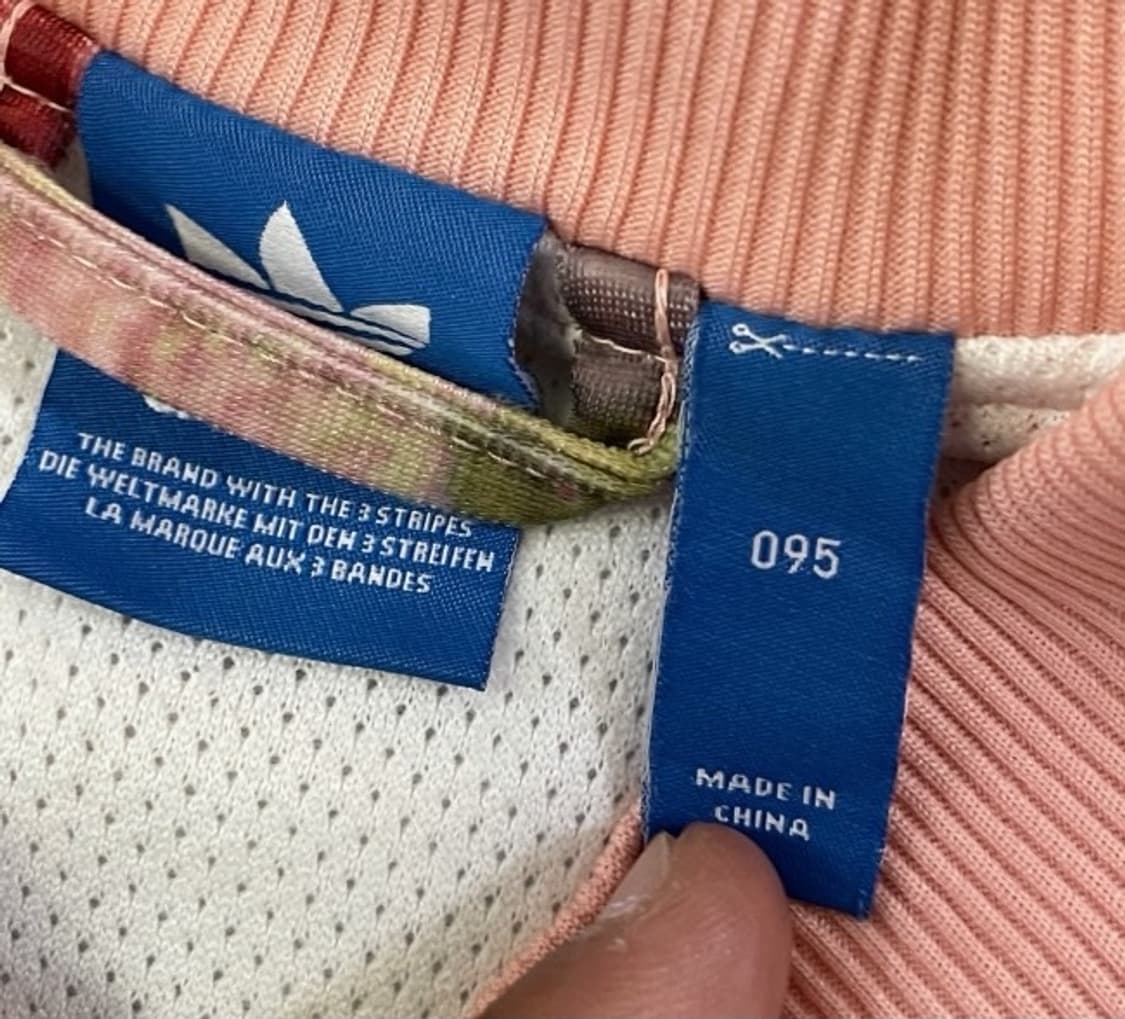 THE BRAND WITH THE 3 STRIPES
DIE WELTMARKE MIT DEN 3 STREIFEN
LA MARQUE AUX 3 BANDES
095
MADE IN
CHINA